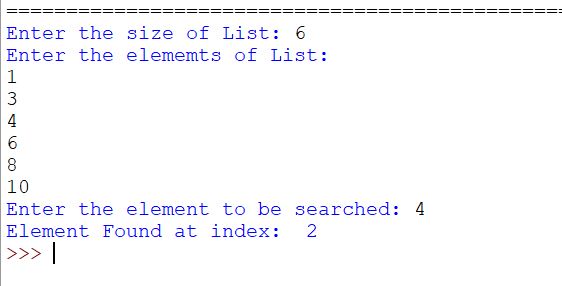 =====================================================
Enter the size of List: 6
Enter the elememts of List:
1
3
4
6
8
10
Enter the element to be searched: 4
Element Found at index:  2
>>>